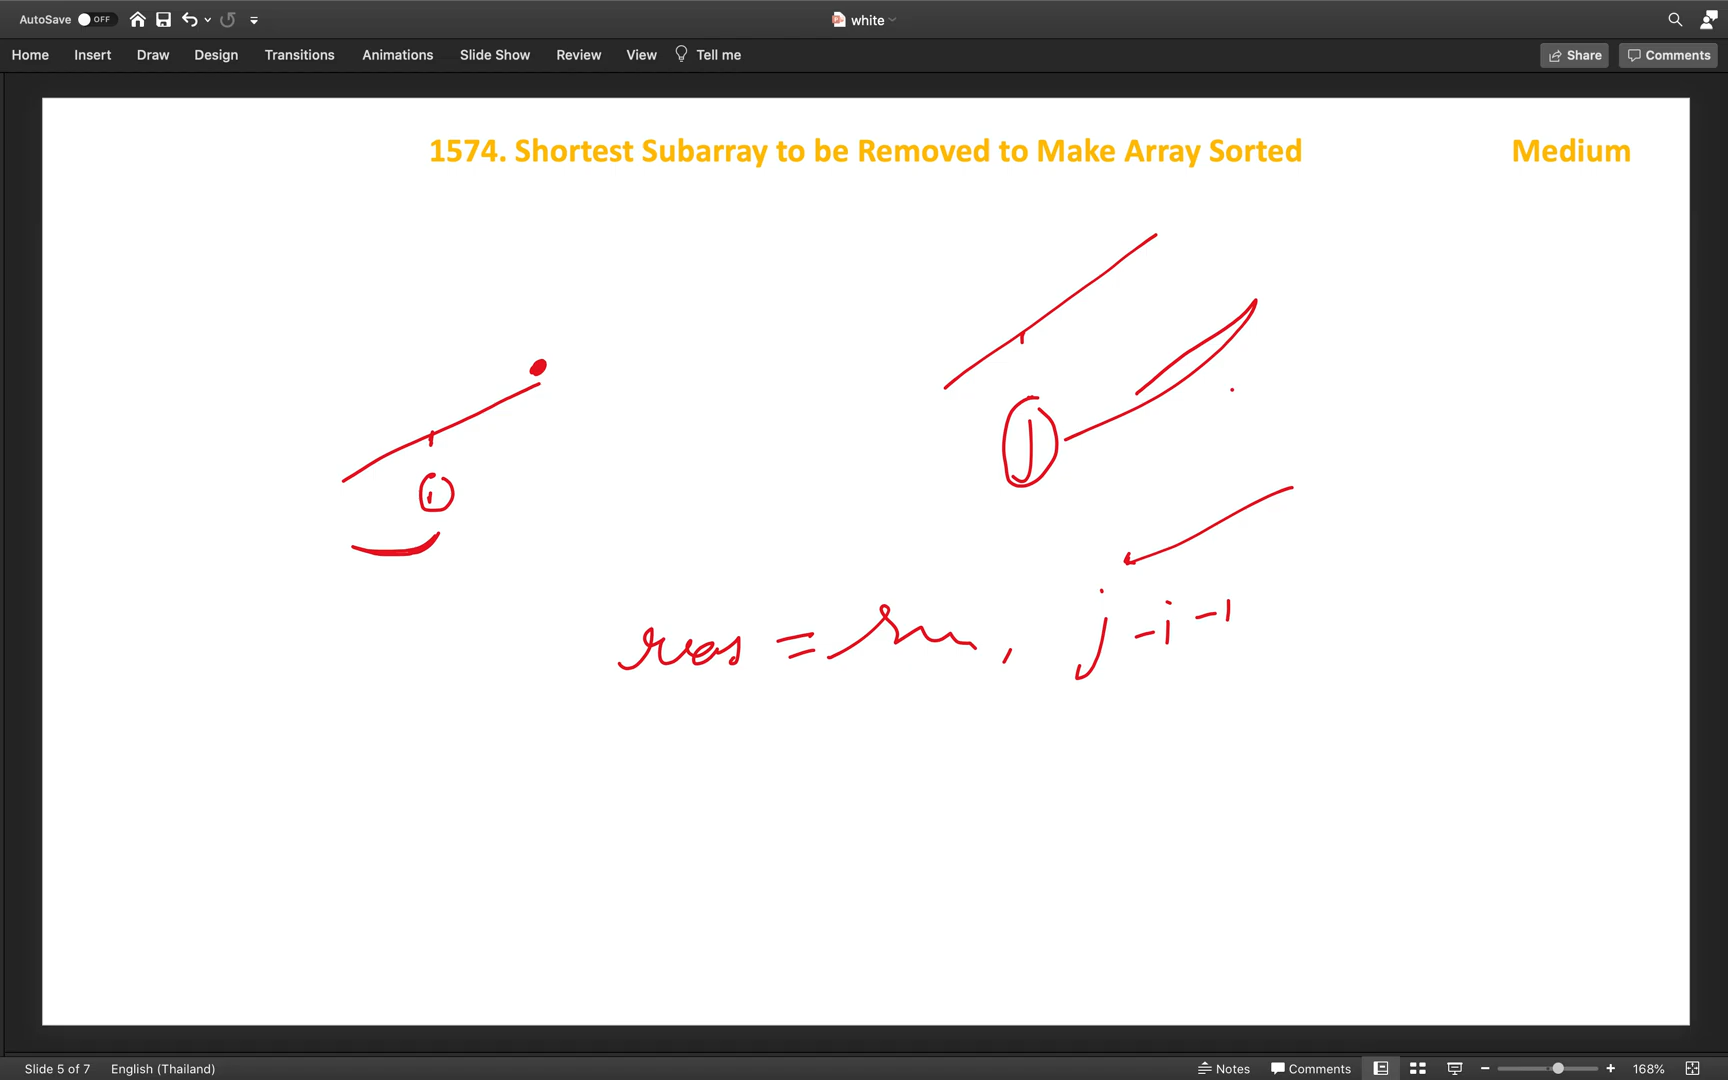 AutoSave OFF white
Home Insert Draw Design Transitions Animations Slide Show Review View Tell me Share Comments
1574. Shortest Subarray to be Removed to Make Array Sorted Medium
j
i
res = , j - i - 1
Slide 5 of 7 English (Thailand) Notes Comments 168%